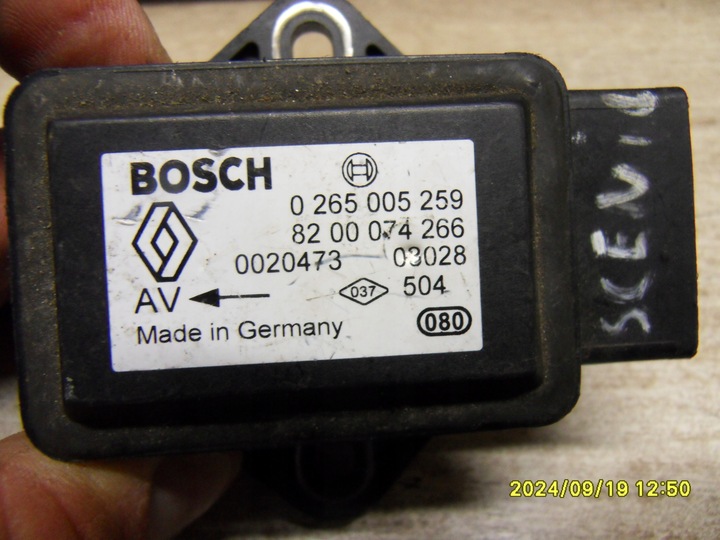 BOSCH
0 265 005 259
82 00 074 266
0020473 03028
AV 037 504
Made in Germany 080
SCEVIC
2024/09/19 12:50